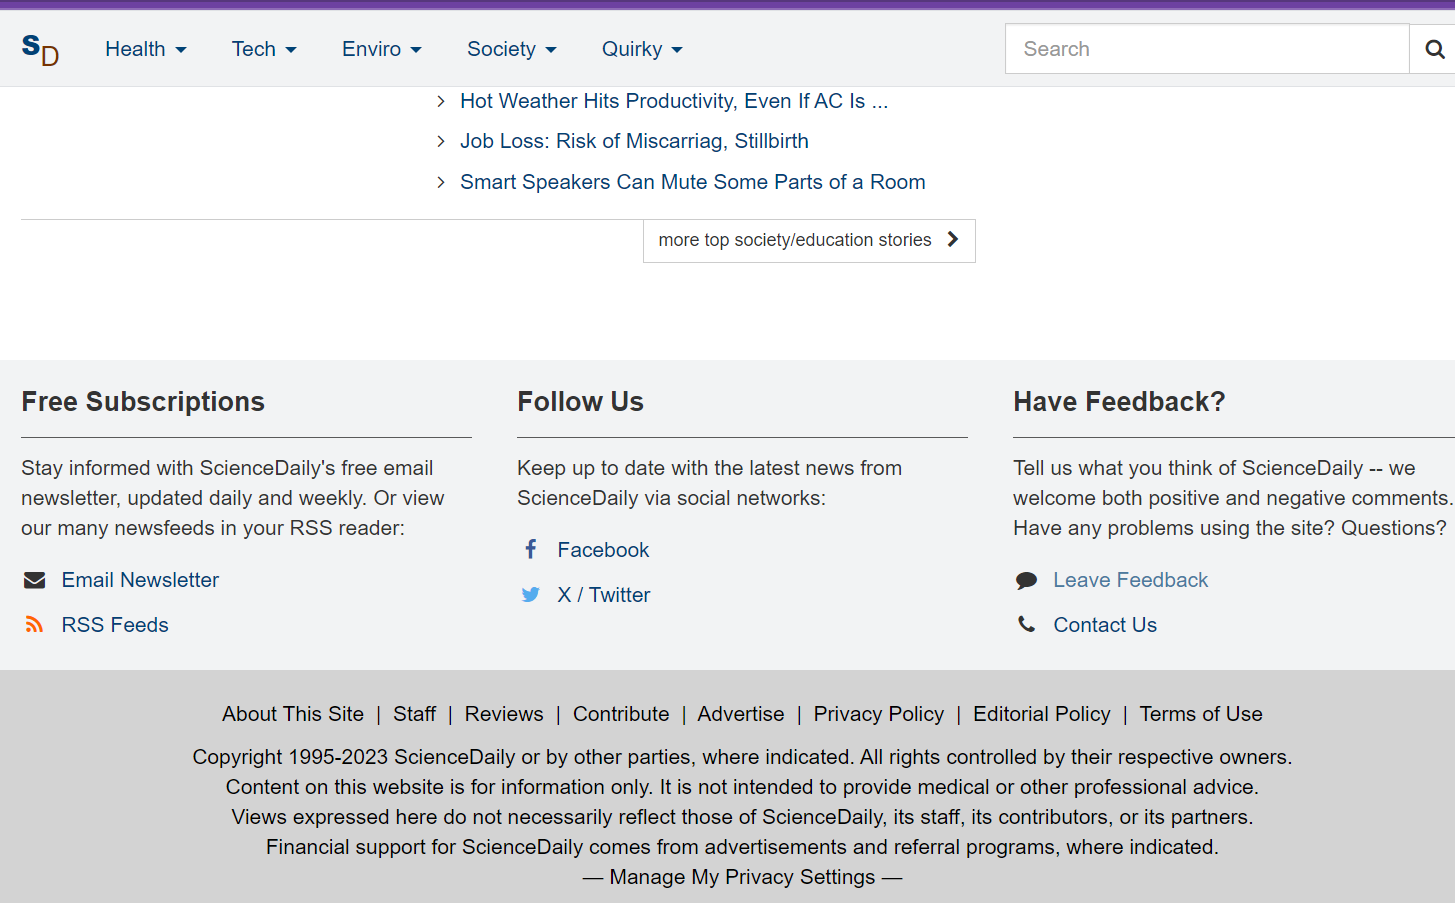 SD Health Tech Enviro Society Quirky Search
Hot Weather Hits Productivity, Even If AC Is ...
Job Loss: Risk of Miscarriag, Stillbirth
Smart Speakers Can Mute Some Parts of a Room
more top society/education stories
Free Subscriptions
Stay informed with ScienceDaily's free email
newsletter, updated daily and weekly. Or view
our many newsfeeds in your RSS reader:
Email Newsletter
RSS Feeds
Follow Us
Keep up to date with the latest news from
ScienceDaily via social networks:
Facebook
X / Twitter
Have Feedback?
Tell us what you think of ScienceDaily -- we
welcome both positive and negative comments.
Have any problems using the site? Questions?
Leave Feedback
Contact Us
About This Site | Staff | Reviews | Contribute | Advertise | Privacy Policy | Editorial Policy | Terms of Use
Copyright 1995-2023 ScienceDaily or by other parties, where indicated. All rights controlled by their respective owners.
Content on this website is for information only. It is not intended to provide medical or other professional advice.
Views expressed here do not necessarily reflect those of ScienceDaily, its staff, its contributors, or its partners.
Financial support for ScienceDaily comes from advertisements and referral programs, where indicated.
— Manage My Privacy Settings —